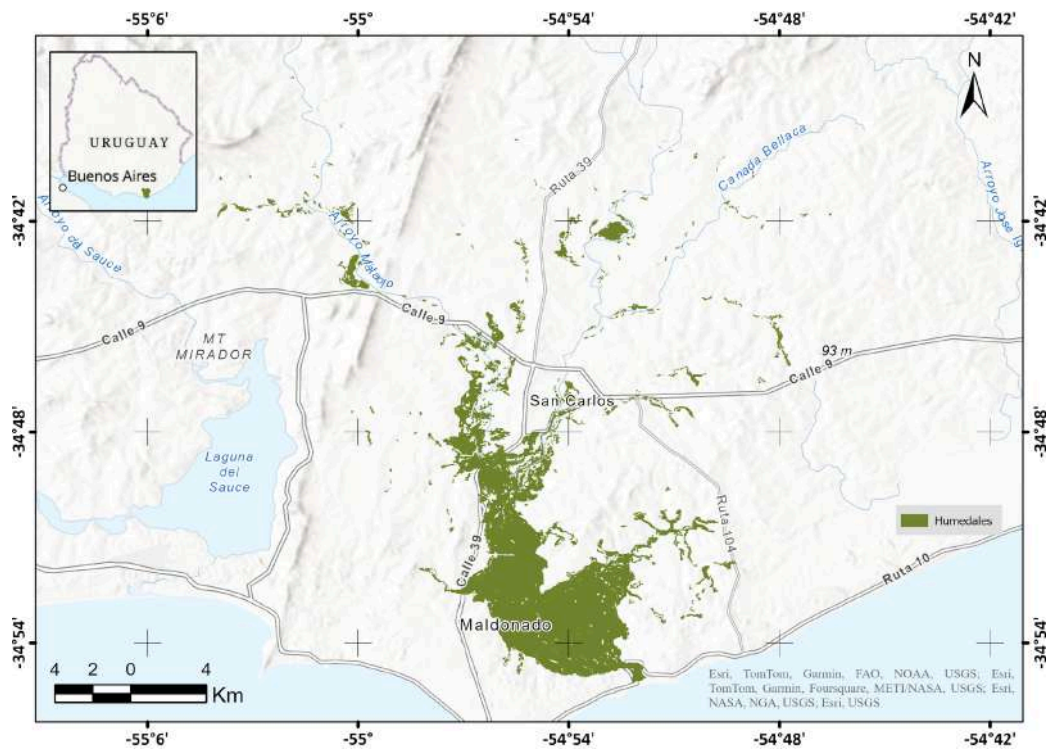 -55°6'
-55°
-54°54'
-54°48'
-54°42'
URUGUAY
Buenos Aires
N
Ruta 39
Canada Bellaca
Arroyo Jose Ig
-34°42'
-34°42'
Arroyo del Sauce
Arroyo Mataojo
Calle 9
Calle 9
MT
MIRADOR
93 m
Calle 9
San Carlos
-34°48'
-34°48'
Laguna
del
Sauce
Ruta 104
Humedales
Calle 39
Ruta 10
Maldonado
-34°54'
-34°54'
4 2 0 4
Km
Esri, TomTom, Garmin, FAO, NOAA, USGS; Esri,
TomTom, Garmin, Foursquare, METI/NASA, USGS; Esri,
NASA, NGA, USGS; Esri, USGS
-55°6'
-55°
-54°54'
-54°48'
-54°42'